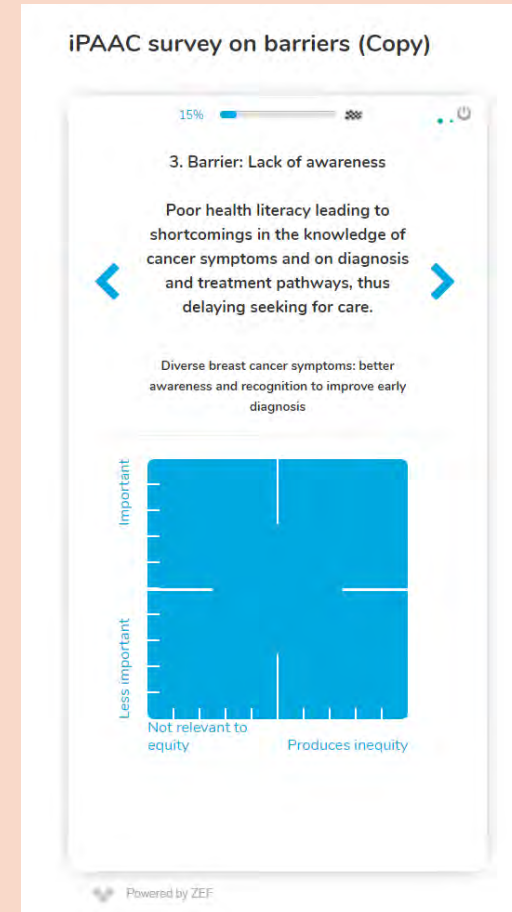 iPAAC survey on barriers (Copy)
15%
3. Barrier: Lack of awareness
Poor health literacy leading to
shortcomings in the knowledge of
cancer symptoms and on diagnosis
and treatment pathways, thus
delaying seeking for care.
Diverse breast cancer symptoms: better
awareness and recognition to improve early
diagnosis
Important
Less important
Not relevant to
equity
Produces inequity
Powered by ZEF